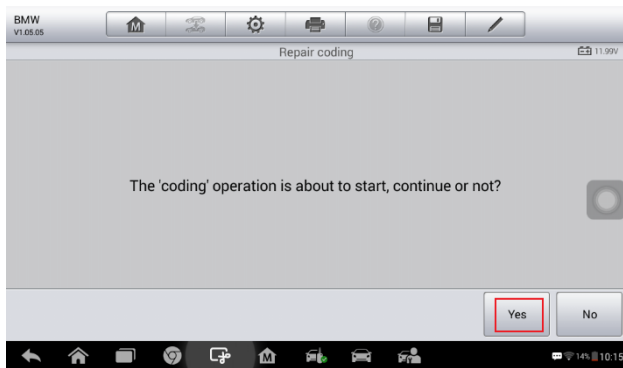 BMW
V1.05.05
Repair coding
11.99V
The 'coding' operation is about to start, continue or not?
Yes
No
14%
10:15